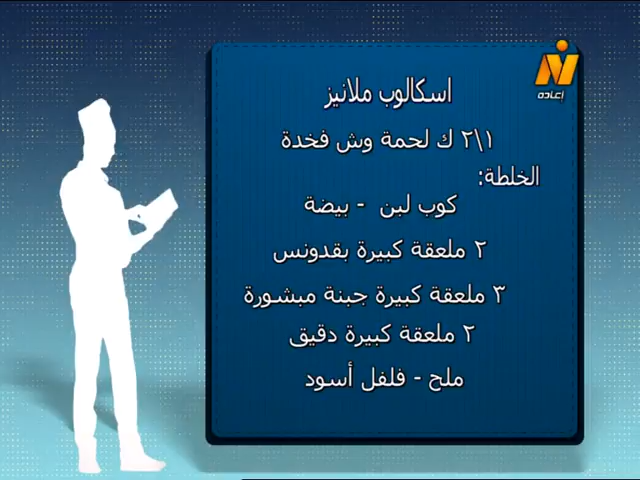 اسكالوب ملانيز
١\٢ ك لحمة وش فخدة
الخلطة:
كوب لبن - بيضة
٢ ملعقة كبيرة بقدونس
٣ ملعقة كبيرة جبنة مبشورة
٢ ملعقة كبيرة دقيق
ملح - فلفل أسود
إعاده